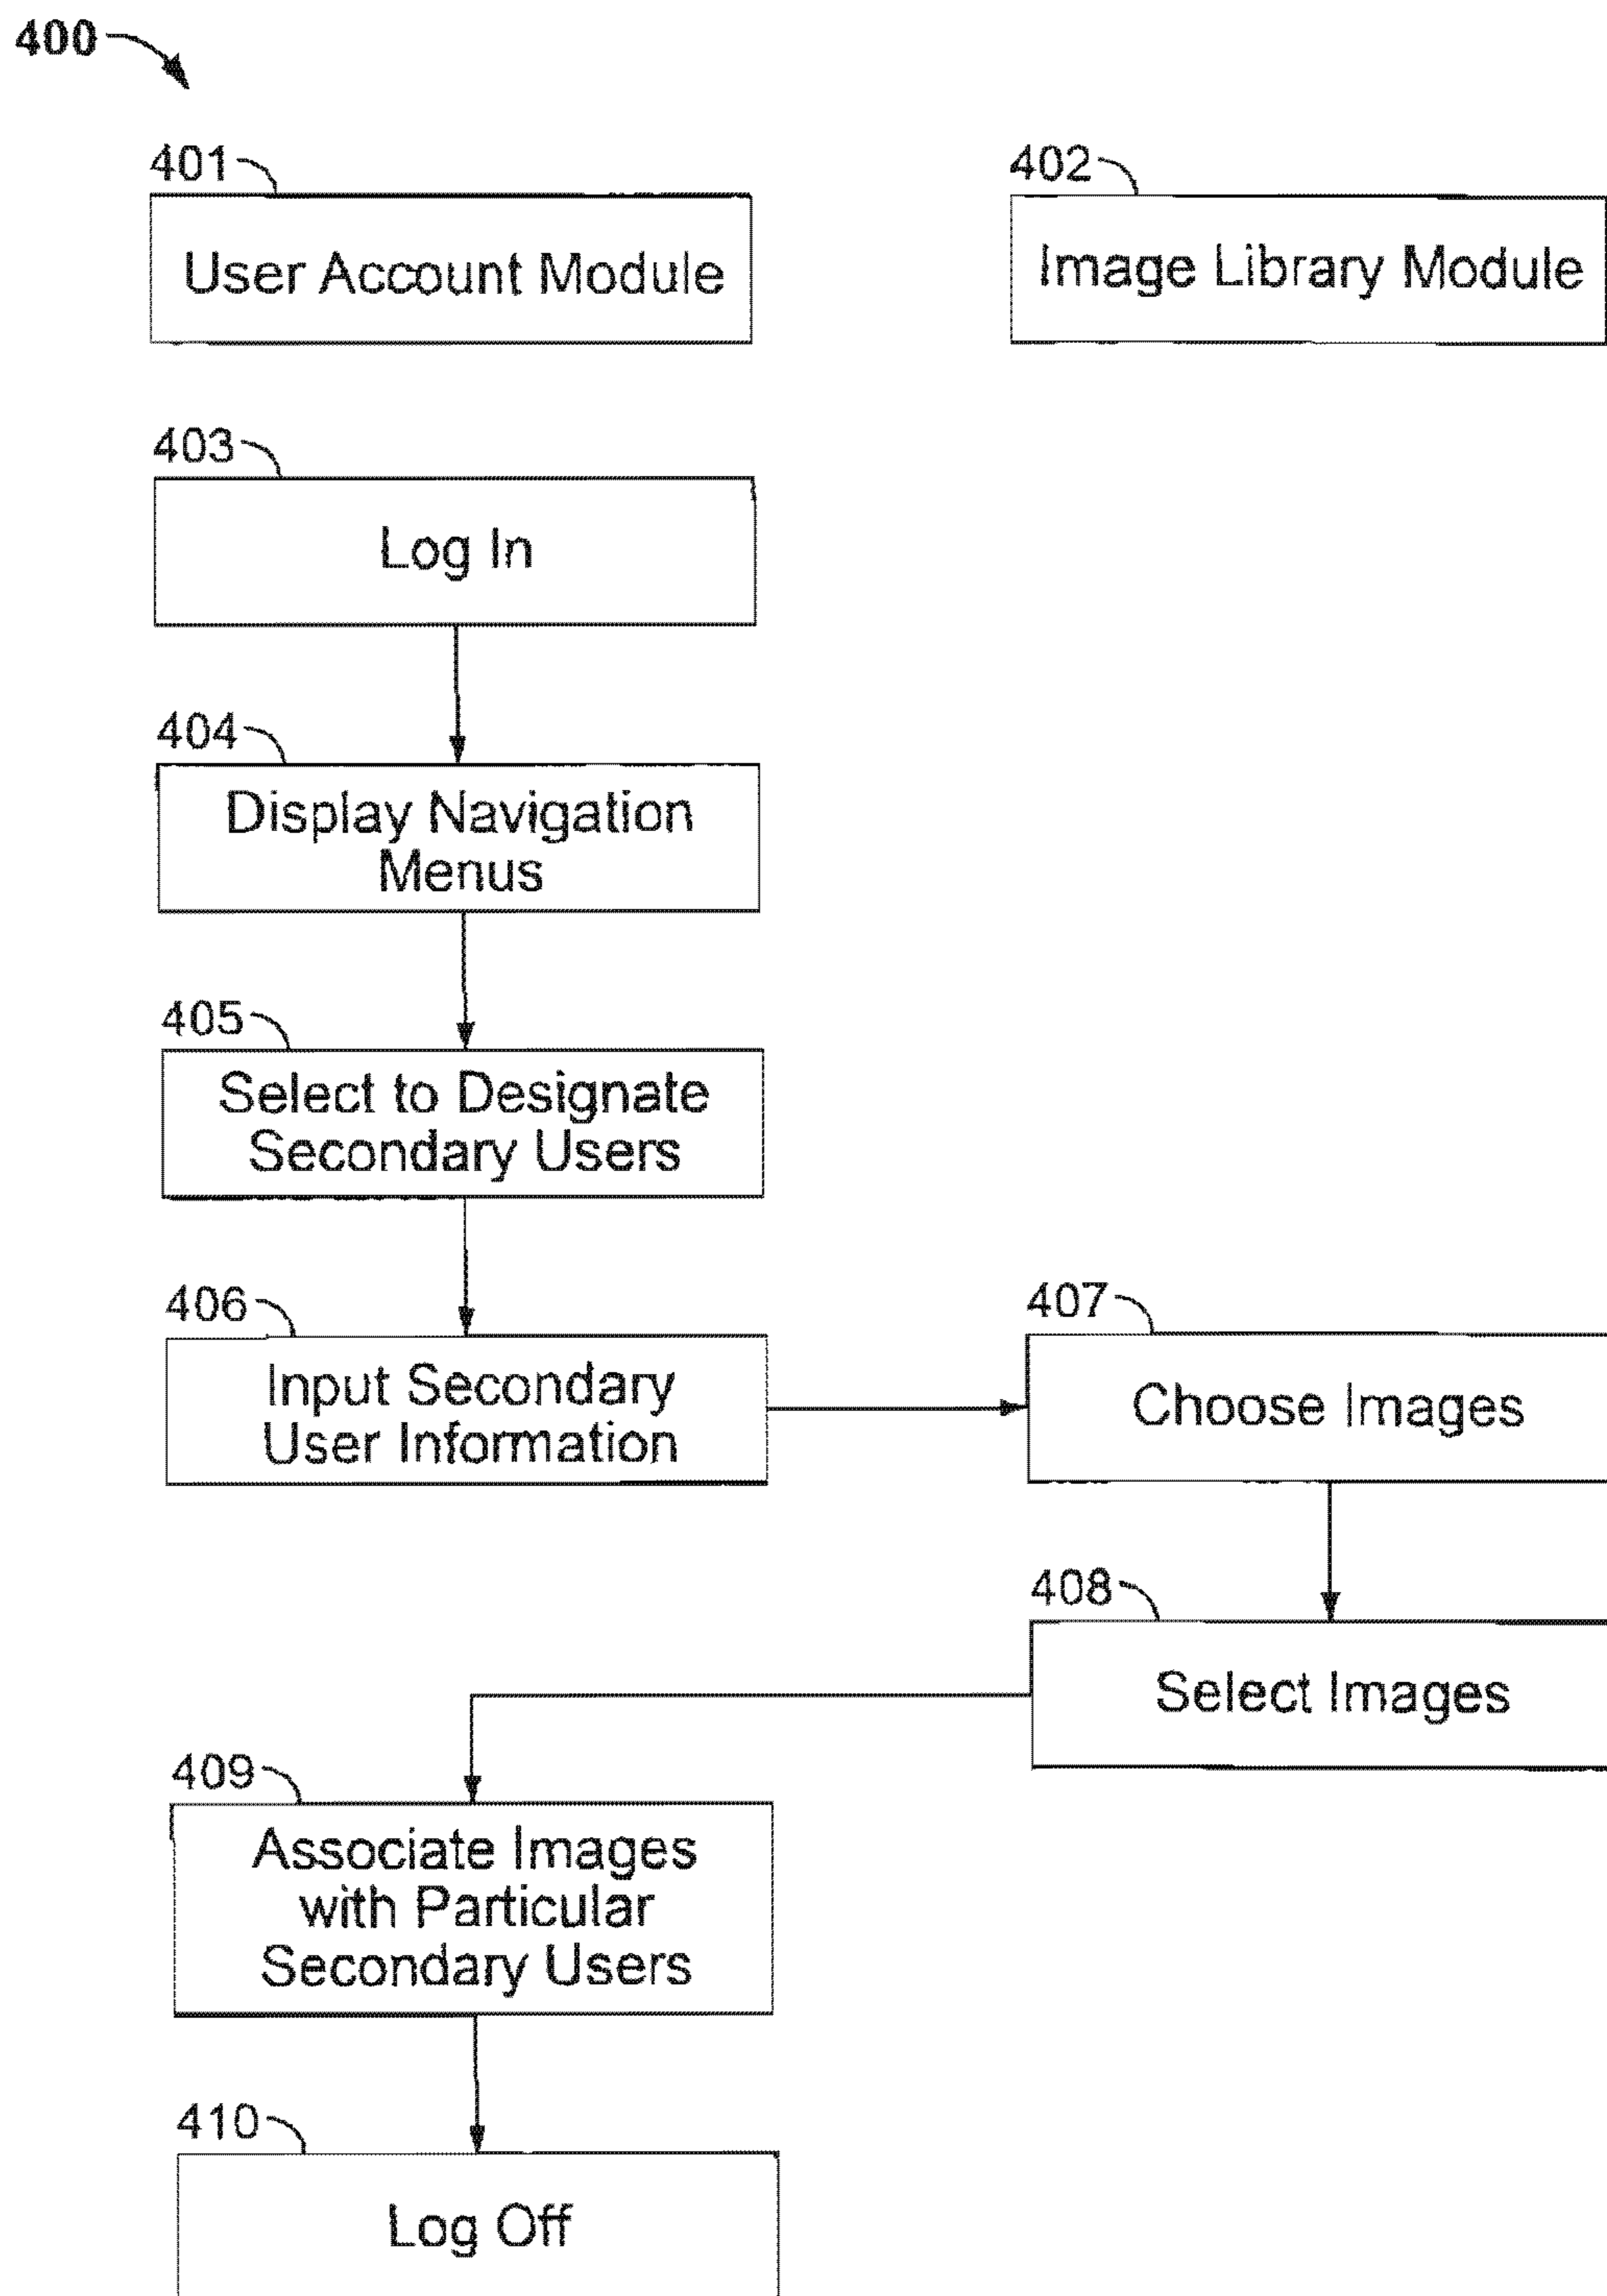 400
401
User Account Module
402
Image Library Module
403
Log In
404
Display Navigation
Menus
405
Select to Designate
Secondary Users
406
Input Secondary
User Information
407
Choose Images
408
Select Images
409
Associate Images
with Particular
Secondary Users
410
Log Off